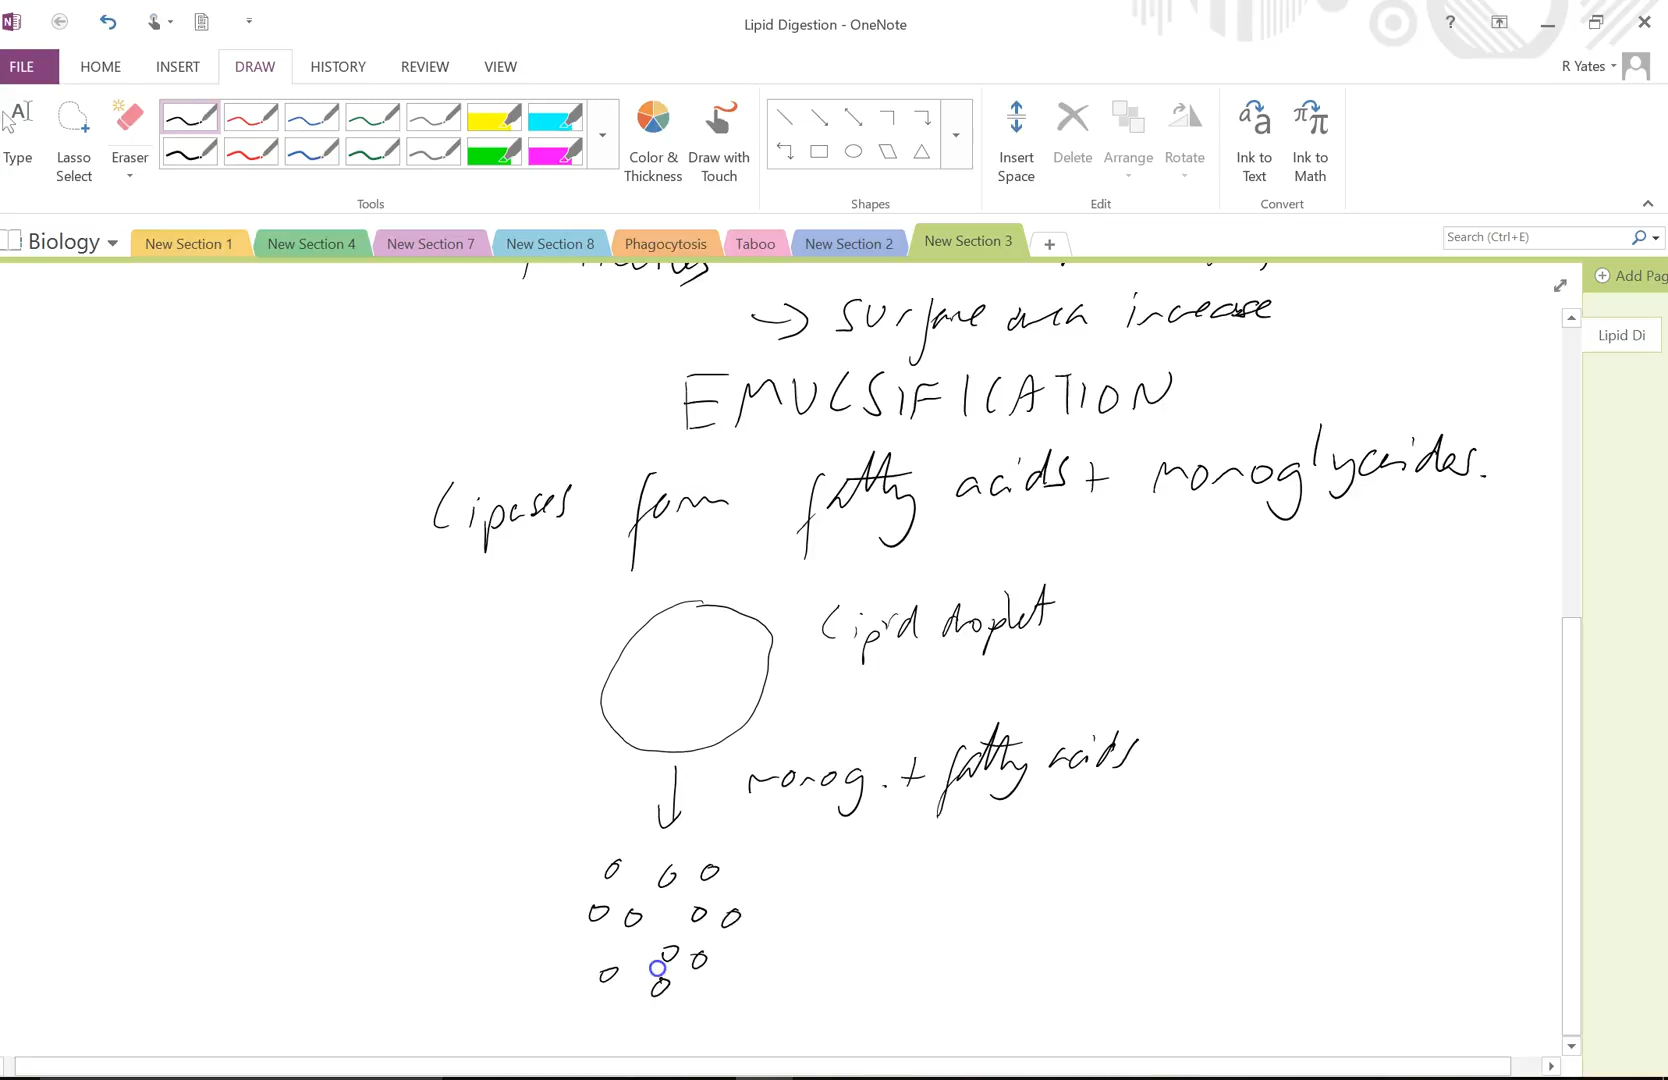 Lipid Digestion - OneNote
?
FILE HOME INSERT DRAW HISTORY REVIEW VIEW
R Yates
Type
Lasso Select
Eraser
Color & Thickness
Draw with Touch
Insert Space
Delete
Arrange
Rotate
Ink to Text
Ink to Math
Tools Shapes Edit Convert
Biology New Section 1 New Section 4 New Section 7 New Section 8 Phagocytosis Taboo New Section 2 New Section 3
Search (Ctrl+E)
Add Pag
Lipid Di
→ surface area increase
EMULSIFICATION
Lipases form fatty acids + monoglycerides.
Lipid droplet
monog. + fatty acids